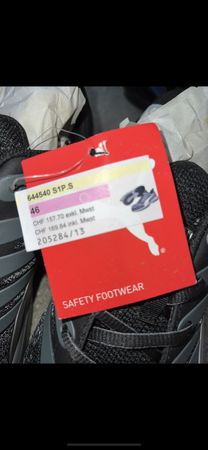 644540 S1P.S
46
CHF 157.70 exkl. Mwst
CHF 169.84 inkl. Mwst
205284/13
SAFETY FOOTWEAR